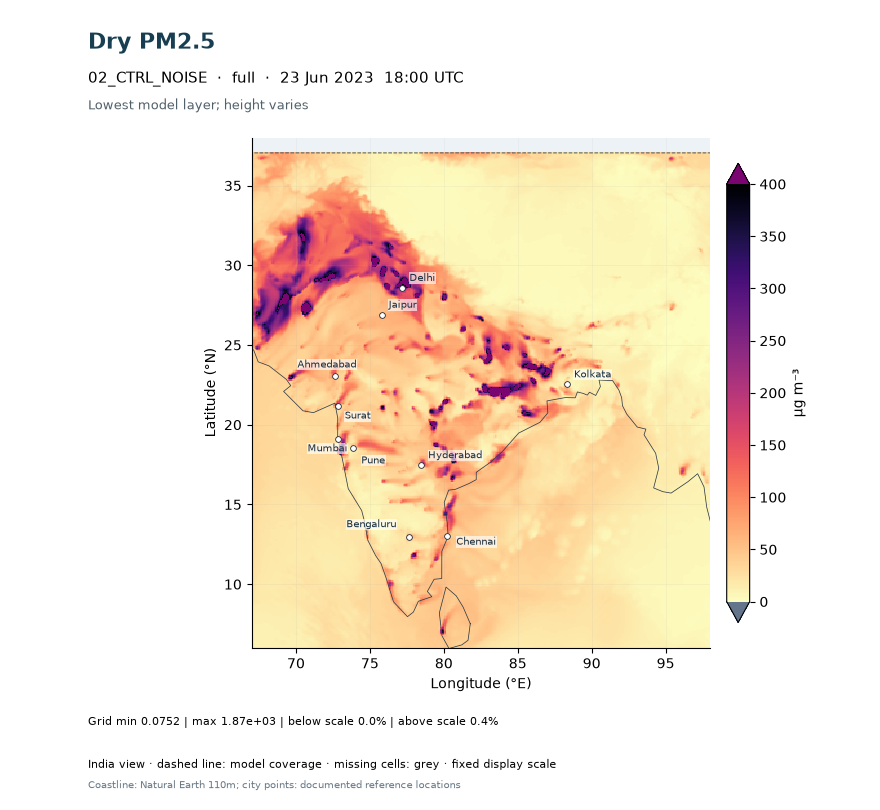 Dry PM2.5
02_CTRL_NOISE · full · 23 Jun 2023 18:00 UTC
Lowest model layer; height varies
35
30
25
20
15
10
Latitude (°N)
70
75
80
85
90
95
Longitude (°E)
Delhi
Jaipur
Ahmedabad
Kolkata
Surat
Mumbai
Pune
Hyderabad
Bengaluru
Chennai
400
350
300
250
200
150
100
50
0
µg m⁻³
Grid min 0.0752 | max 1.87e+03 | below scale 0.0% | above scale 0.4%
India view · dashed line: model coverage · missing cells: grey · fixed display scale
Coastline: Natural Earth 110m; city points: documented reference locations